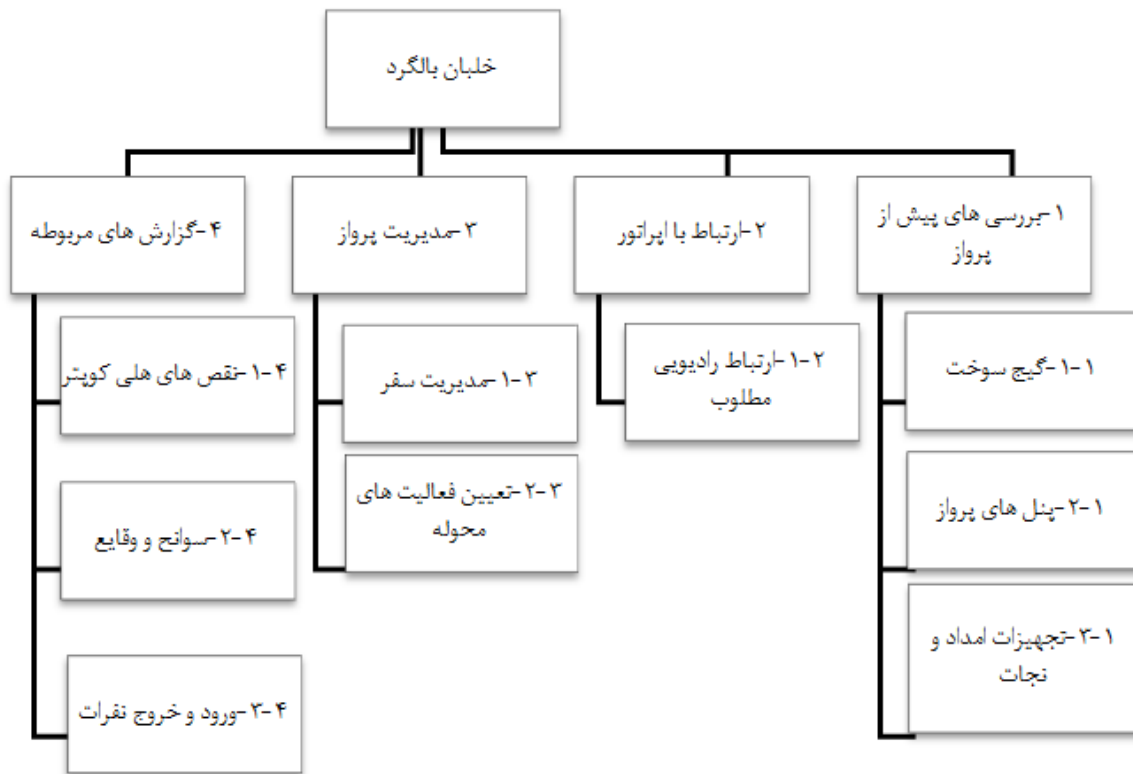 خلبان بالگرد
۱-بررسی های پیش از
پرواز
۲-ارتباط با اپراتور
۳-مدیریت پرواز
۴-گزارش های مربوطه
۱-۱-گیج سوخت
۲-۱-پنل های پرواز
۳-۱-تجهیزات امداد و
نجات
۱-۲-ارتباط رادیویی
مطلوب
۱-۳-مدیریت سفر
۲-۳-تعیین فعالیت های
محوله
۱-۴-نقص های هلی کوپتر
۲-۴-سوانح و وقایع
۳-۴-ورود و خروج نفرات